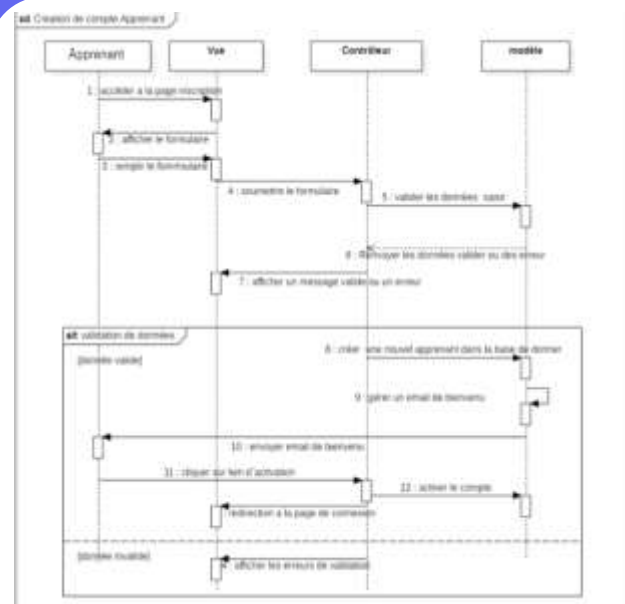 sd Creation de compte Apprenant
Apprenant
Vue
Contrôleur
modèle
1 : accéder a la page inscription
2 : afficher le formulaire
3 : remplir le formulaire
4 : soumettre le formulaire
5 : valider les données saisir
6 : Renvoyer les données valider ou des erreur
7 : afficher un message valide ou un erreur
alt validation de données
[donnée valide]
8 : créer une nouvel apprenant dans la base de donner
9 : gérer un email de bienvenu
10 : envoyer email de bienvenu
11 : cliquer sur lien d'activation
12 : activer le compte
redirection a la page de connexion
[donnée invalide]
afficher les erreurs de validation